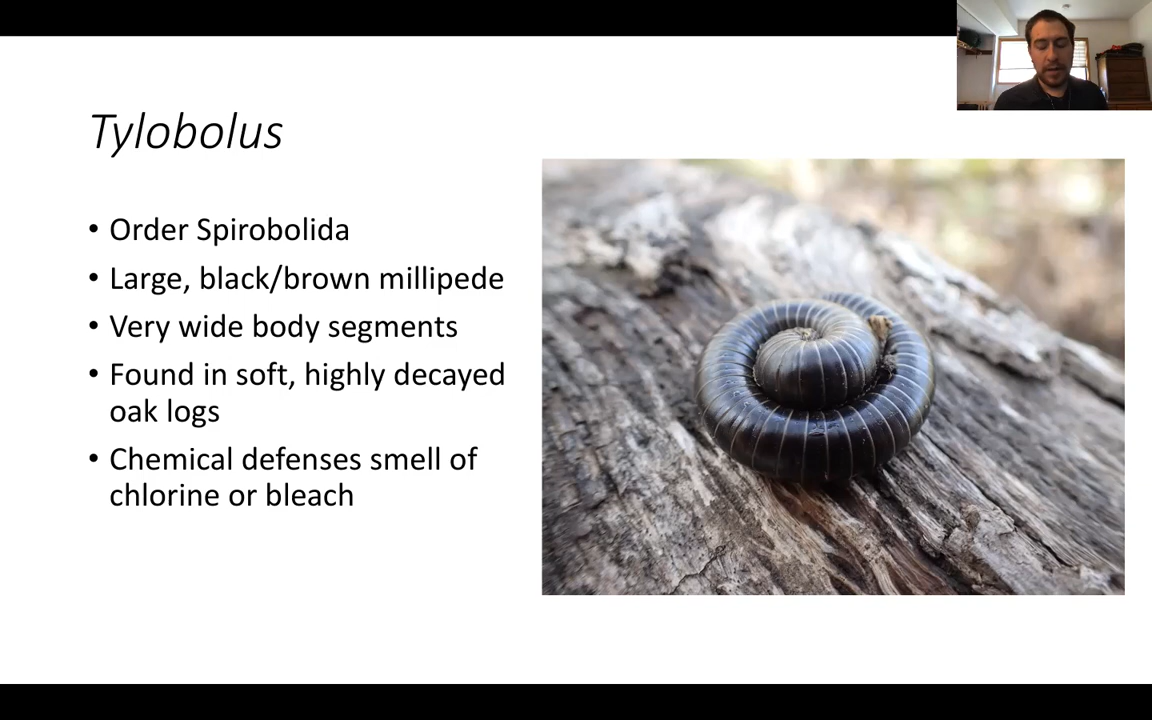 Tylobolus
• Order Spirobolida
• Large, black/brown millipede
• Very wide body segments
• Found in soft, highly decayed
oak logs
• Chemical defenses smell of
chlorine or bleach